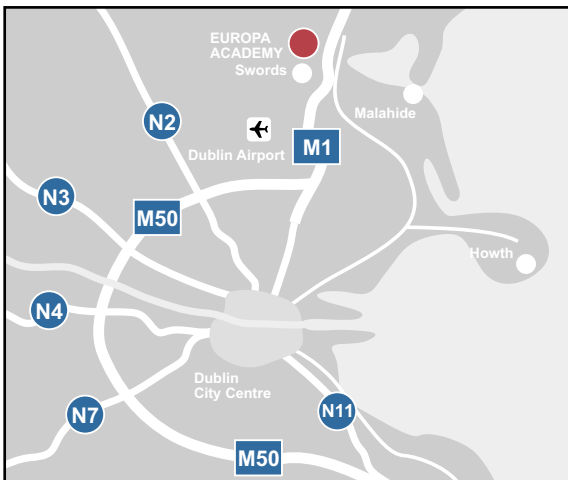 EUROPA
ACADEMY
Swords
Malahide
N2
Dublin Airport
M1
N3
M50
Howth
N4
Dublin
City Centre
N7
N11
M50